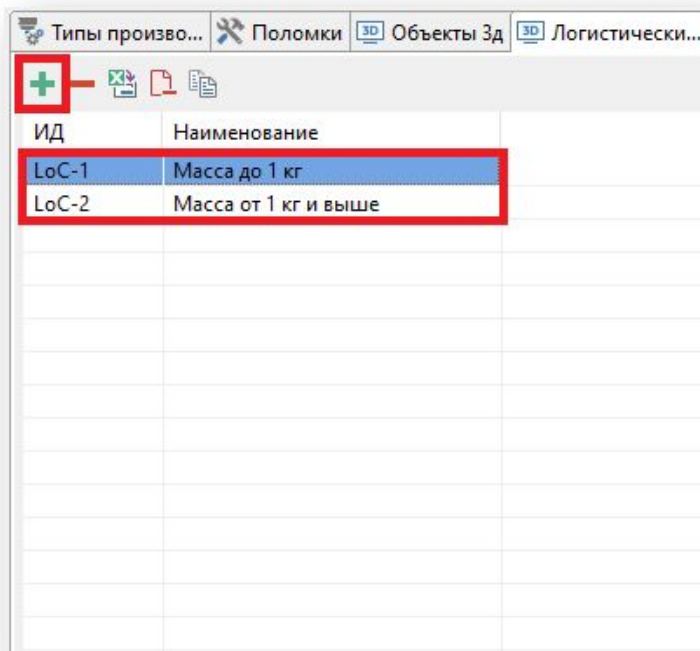 Типы произво... Поломки 3D Объекты 3д 3D Логистически...
ИД Наименование
LoC-1 Масса до 1 кг
LoC-2 Масса от 1 кг и выше